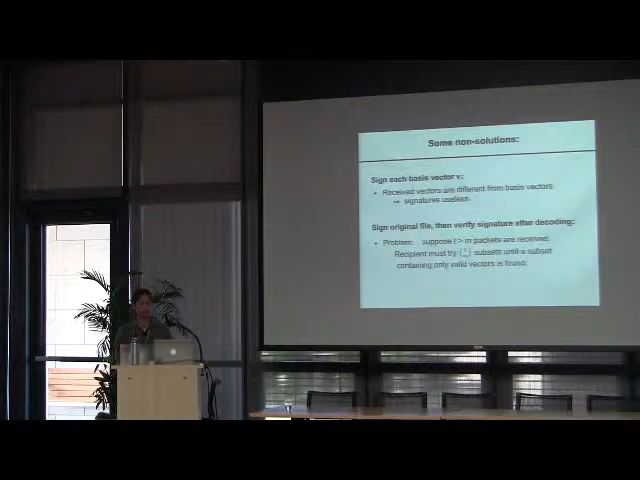 Some non-solutions:
Sign each basis vector vᵢ:
• Received vectors are different from basis vectors
⇒ signatures useless.
Sign original file, then verify signature after decoding:
• Problem: suppose t > m packets are received.
Recipient must try subsets until a subset
containing only valid vectors is found.